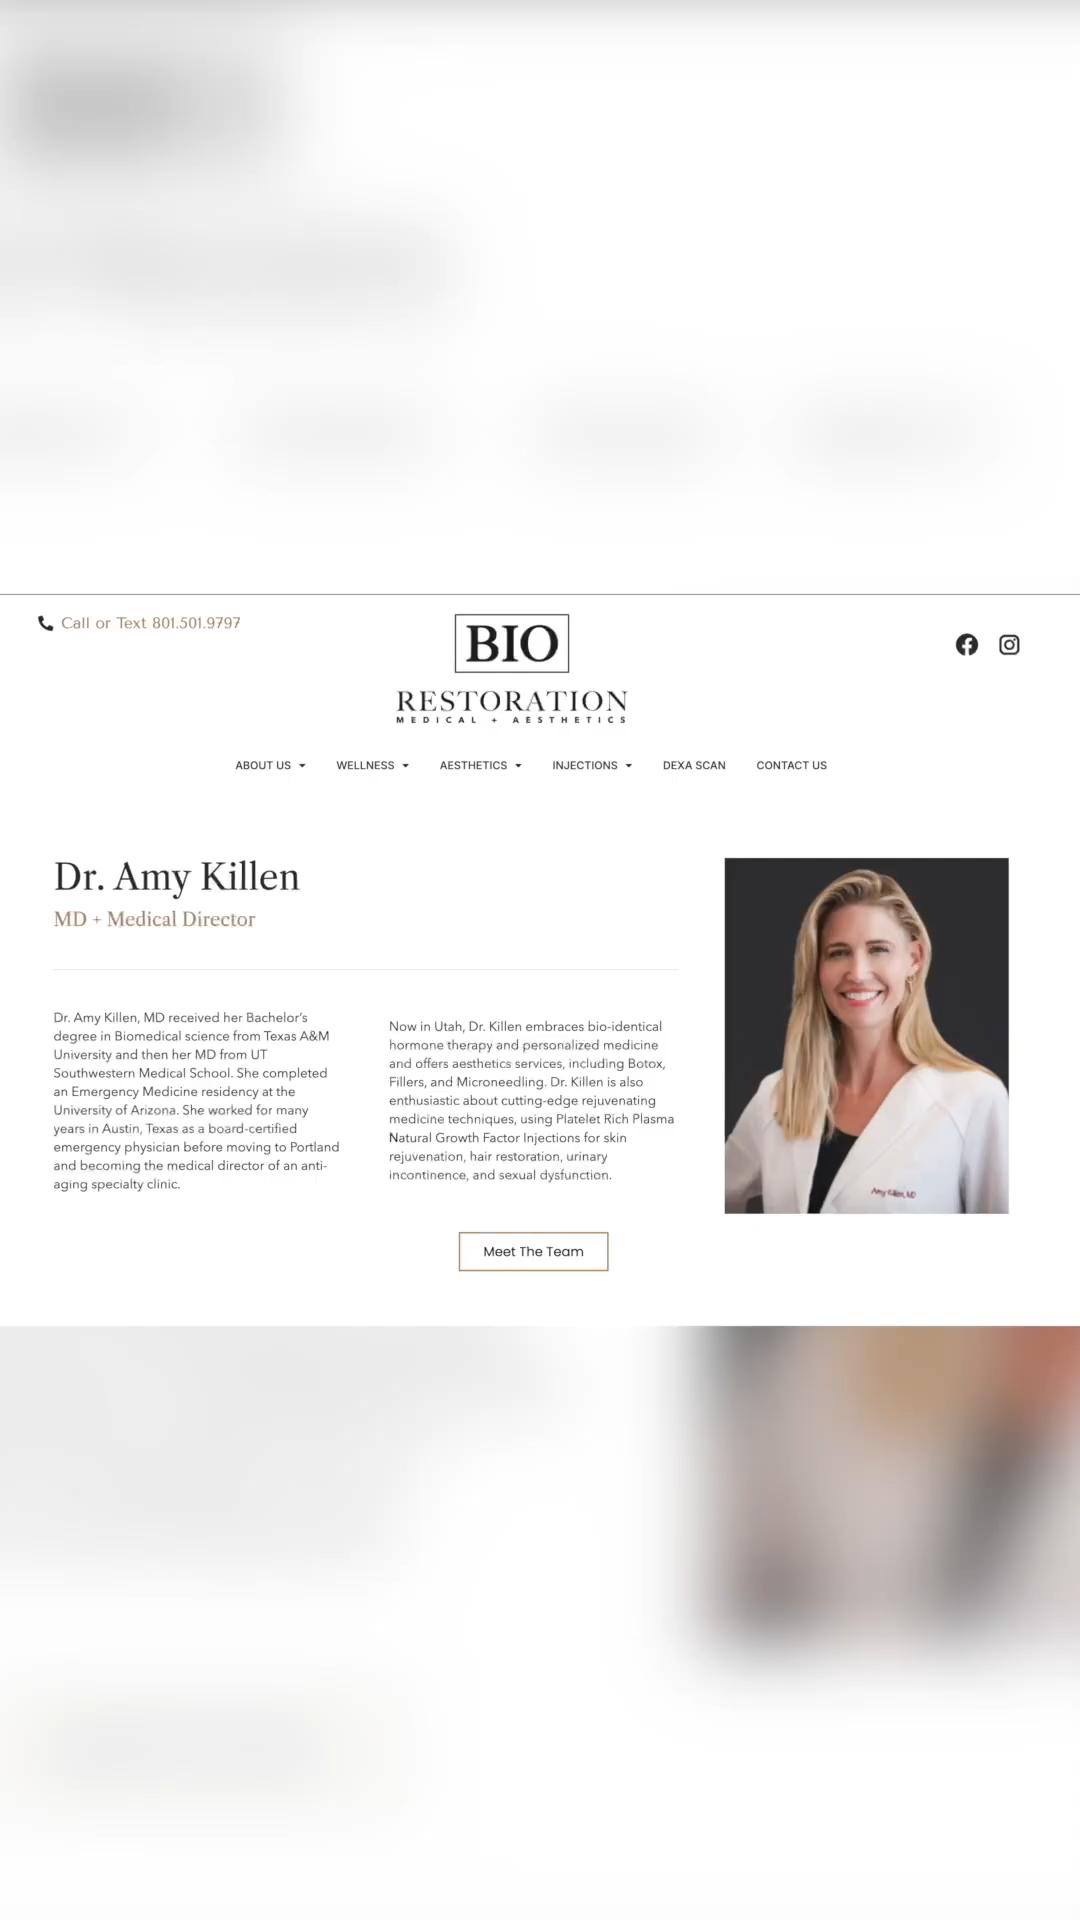 Call or Text 801.501.9797
BIO
RESTORATION
MEDICAL + AESTHETICS
ABOUT US
WELLNESS
AESTHETICS
INJECTIONS
DEXA SCAN
CONTACT US
Dr. Amy Killen
MD + Medical Director
Dr. Amy Killen, MD received her Bachelor's
degree in Biomedical science from Texas A&M
University and then her MD from UT
Southwestern Medical School. She completed
an Emergency Medicine residency at the
University of Arizona. She worked for many
years in Austin, Texas as a board-certified
emergency physician before moving to Portland
and becoming the medical director of an anti-
aging specialty clinic.
Now in Utah, Dr. Killen embraces bio-identical
hormone therapy and personalized medicine
and offers aesthetics services, including Botox,
Fillers, and Microneedling. Dr. Killen is also
enthusiastic about cutting-edge rejuvenating
medicine techniques, using Platelet Rich Plasma
Natural Growth Factor Injections for skin
rejuvenation, hair restoration, urinary
incontinence, and sexual dysfunction.
Amy Killen, MD
Meet The Team